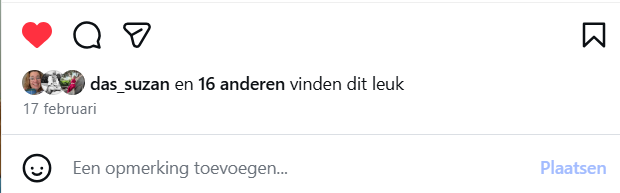 das_suzan en 16 anderen vinden dit leuk
17 februari
Een opmerking toevoegen... Plaatsen